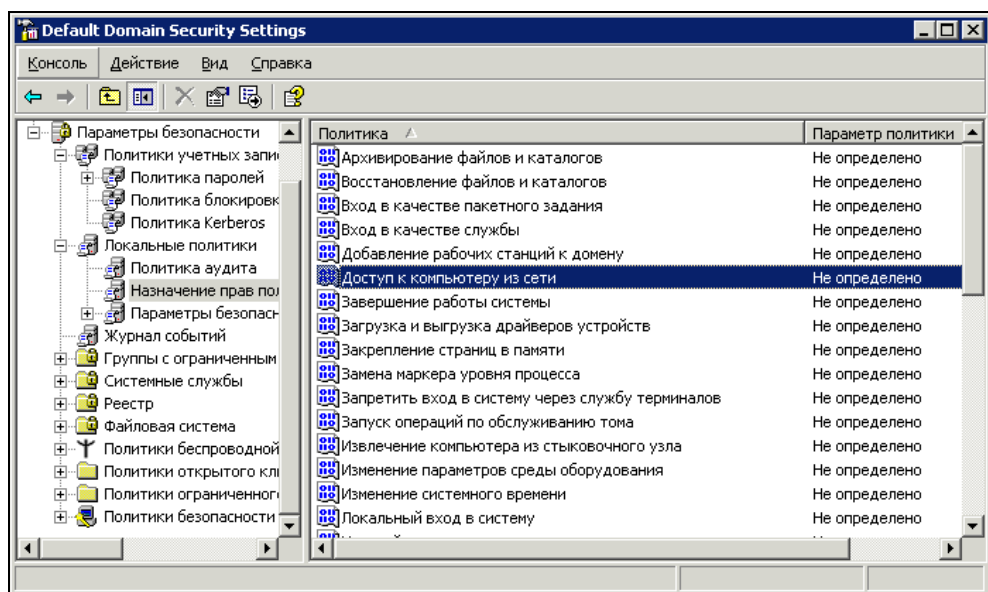 Default Domain Security Settings
Консоль Действие Вид Справка
Политика Параметр политики
Параметры безопасности
Политики учетных запи
Политика паролей
Политика блокировк
Политика Kerberos
Локальные политики
Политика аудита
Назначение прав пол
Параметры безопасн
Журнал событий
Группы с ограниченным
Системные службы
Реестр
Файловая система
Политики беспроводной
Политики открытого кл
Политики ограниченног
Политики безопасности
Архивирование файлов и каталогов Не определено
Восстановление файлов и каталогов Не определено
Вход в качестве пакетного задания Не определено
Вход в качестве службы Не определено
Добавление рабочих станций к домену Не определено
Доступ к компьютеру из сети Не определено
Завершение работы системы Не определено
Загрузка и выгрузка драйверов устройств Не определено
Закрепление страниц в памяти Не определено
Замена маркера уровня процесса Не определено
Запретить вход в систему через службу терминалов Не определено
Запуск операций по обслуживанию тома Не определено
Извлечение компьютера из стыковочного узла Не определено
Изменение параметров среды оборудования Не определено
Изменение системного времени Не определено
Локальный вход в систему Не определено